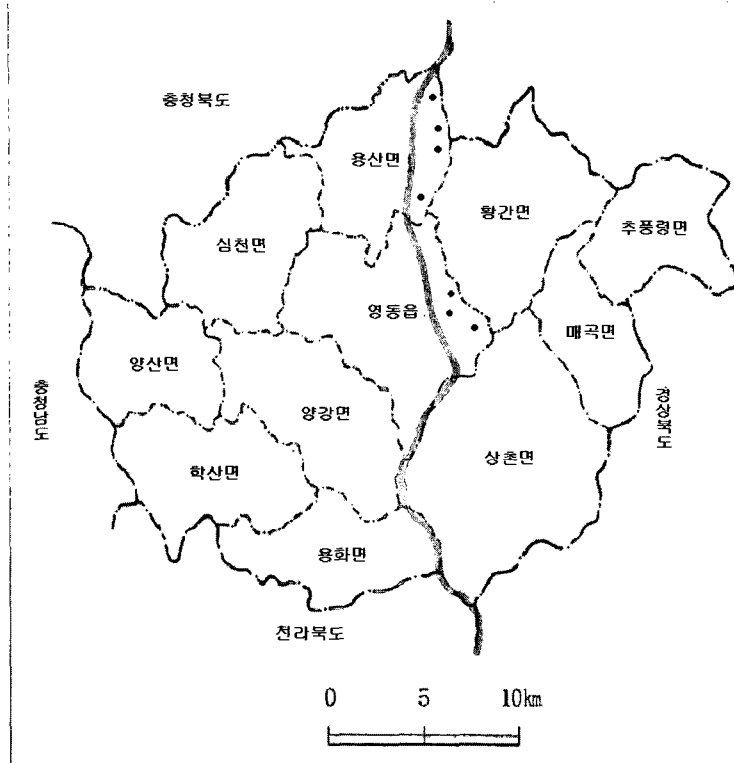 충청북도
용산면
황간면
추풍령면
심천면
영동읍
매곡면
양산면
충청남도
양강면
경상북도
상촌면
학산면
용화면
전라북도
0 5 10km